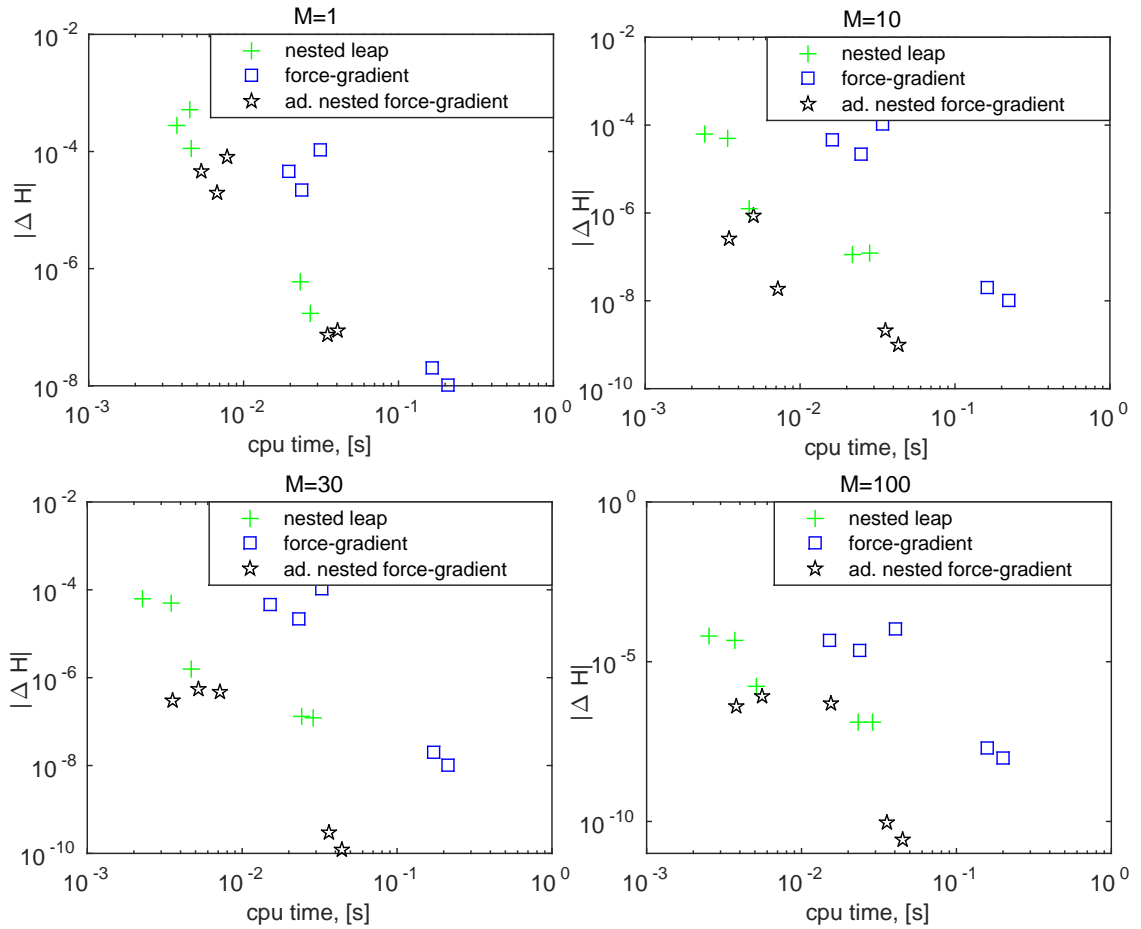 M=1
10^-2
nested leap
force-gradient
ad. nested force-gradient
10^-4
|Δ H|
10^-6
10^-8
10^-3 10^-2 10^-1 10^0
cpu time, [s]
M=10
10^-2
nested leap
force-gradient
ad. nested force-gradient
10^-4
|Δ H|
10^-6
10^-8
10^-10
10^-3 10^-2 10^-1 10^0
cpu time, [s]
M=30
10^-2
nested leap
force-gradient
ad. nested force-gradient
10^-4
|Δ H|
10^-6
10^-8
10^-10
10^-3 10^-2 10^-1 10^0
cpu time, [s]
M=100
10^0
nested leap
force-gradient
ad. nested force-gradient
10^-5
|Δ H|
10^-10
10^-3 10^-2 10^-1 10^0
cpu time, [s]